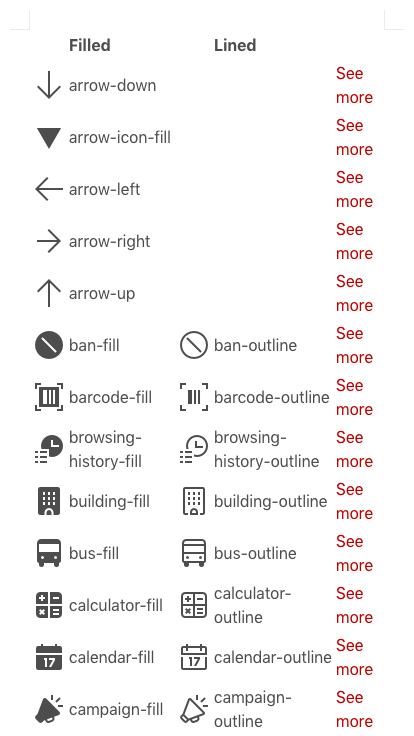 Filled Lined
arrow-down See
more
arrow-icon-fill See
more
arrow-left See
more
arrow-right See
more
arrow-up See
more
ban-fill ban-outline See
more
barcode-fill barcode-outline See
more
browsing- browsing- See
history-fill history-outline more
building-fill building-outline See
more
bus-fill bus-outline See
more
calculator-fill calculator- See
outline more
17 calendar-fill 17 calendar-outline See
more
campaign-fill campaign- See
outline more